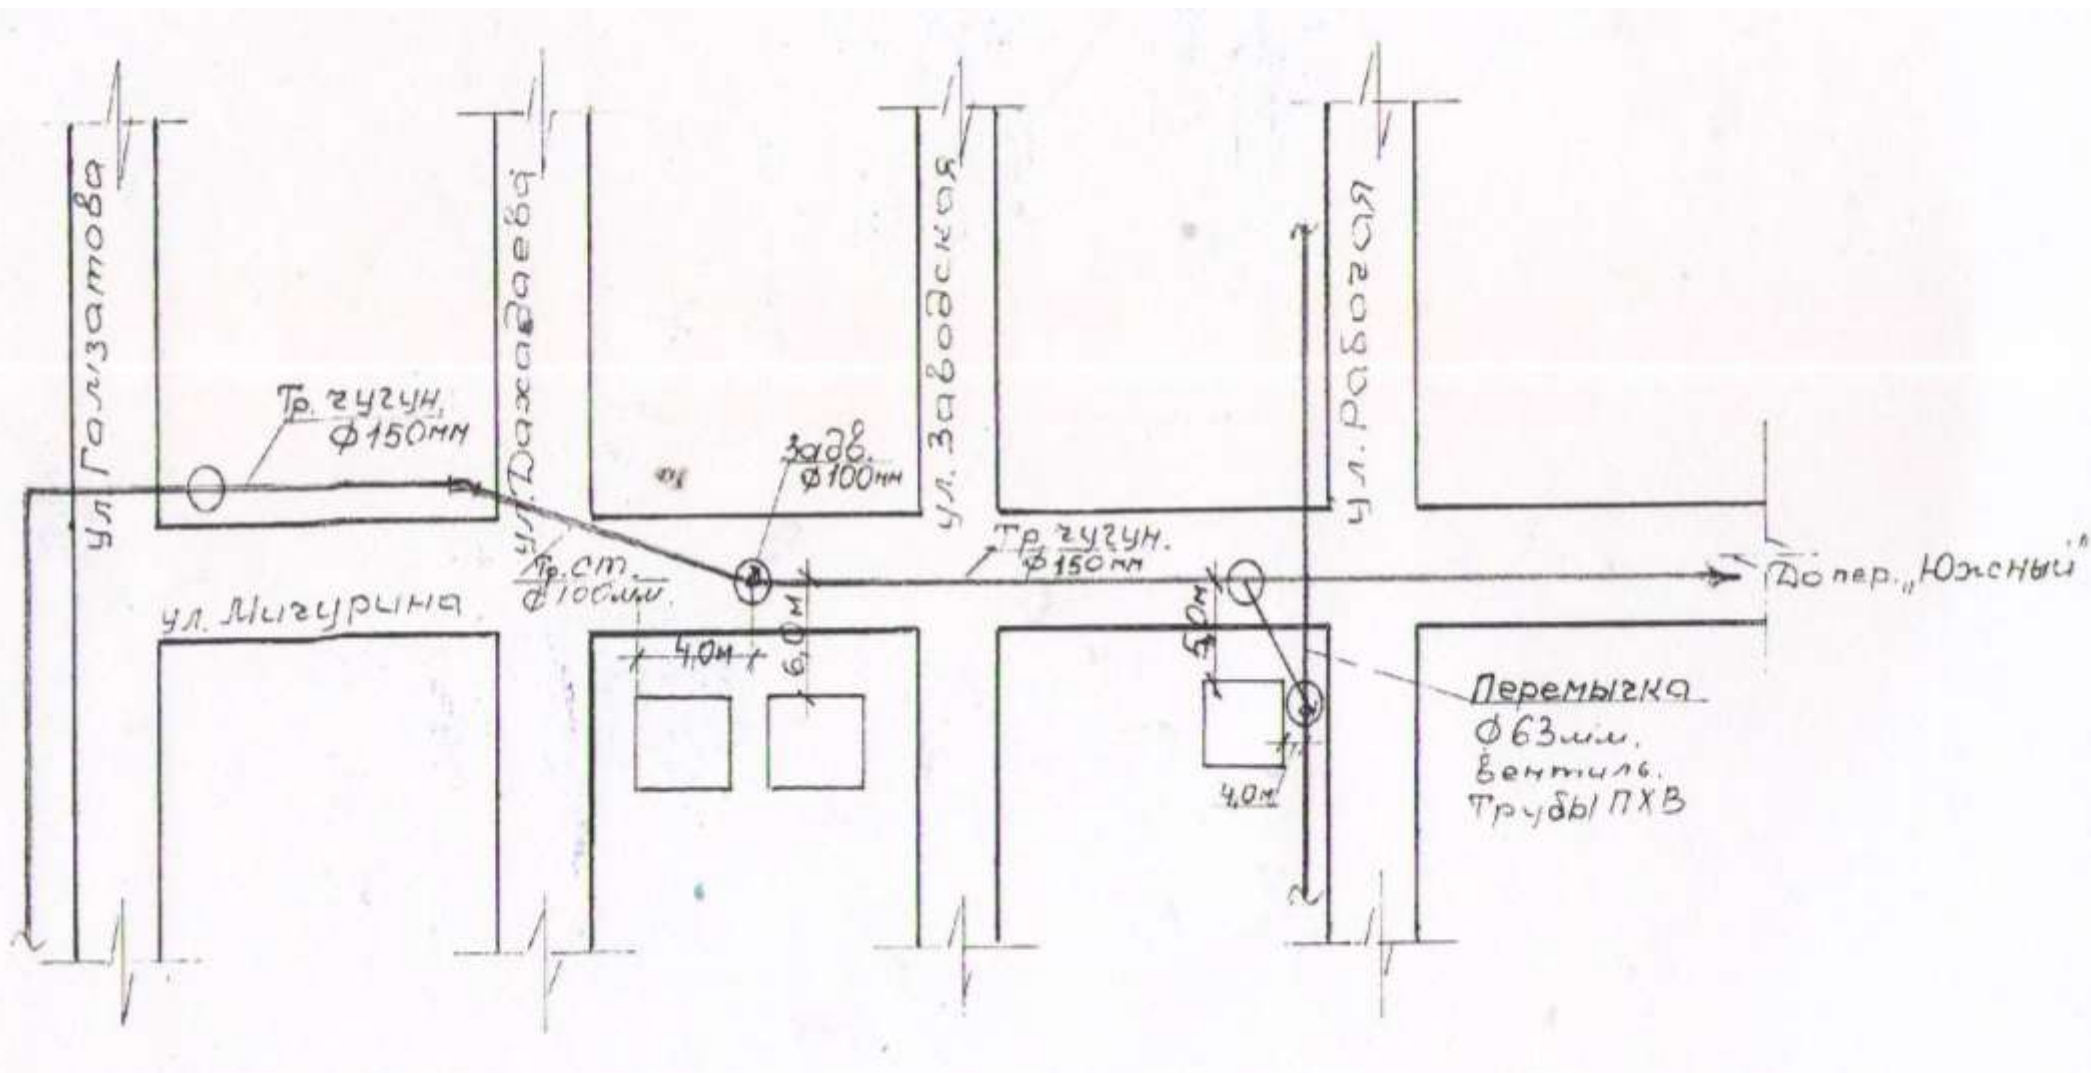 ул. Гамзатова
ул. Дахадаева
ул. Заводская
ул. Рабочая
Тр. чугун.
ф150мм
Задв.
ф100мм
Тр. чугун.
ф150мм
Тр. ст.
ф100мм.
ул. Мичурина
4,0м
6,0м
5,0м
4,0м
До пер. „Южный"
Перемычка
ф63мм.
Вентиль.
Трубы ПХВ